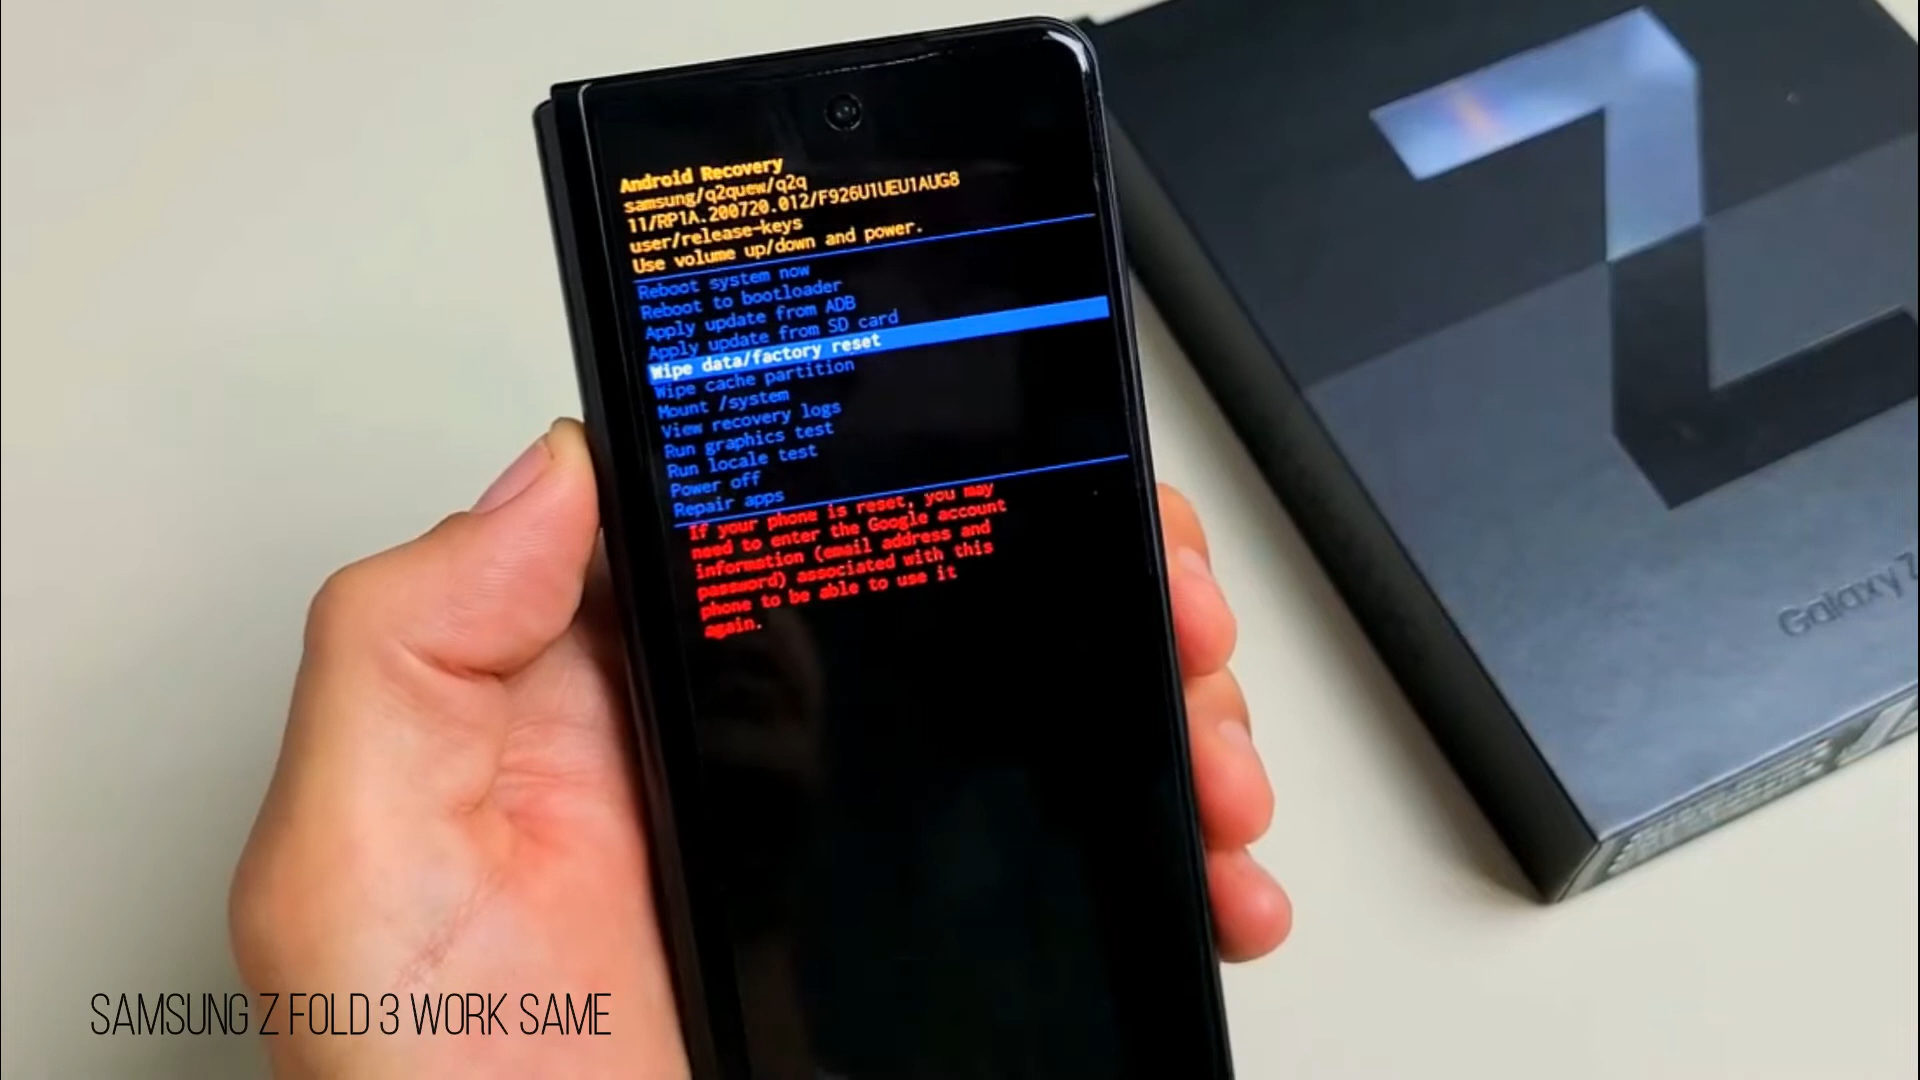 Android Recovery
samsung/q2quew/q2q
11/RP1A.200720.012/F926U1UEU1AUG8
user/release-keys
Use volume up/down and power.
Reboot system now
Reboot to bootloader
Apply update from ADB
Apply update from SD card
Wipe data/factory reset
Wipe cache partition
Mount /system
View recovery logs
Run graphics test
Run locale test
Power off
Repair apps
If your phone is reset, you may
need to enter the Google account
information (email address and
password) associated with this
phone to be able to use it
again.
Galaxy Z
SAMSUNG Z FOLD 3 WORK SAME